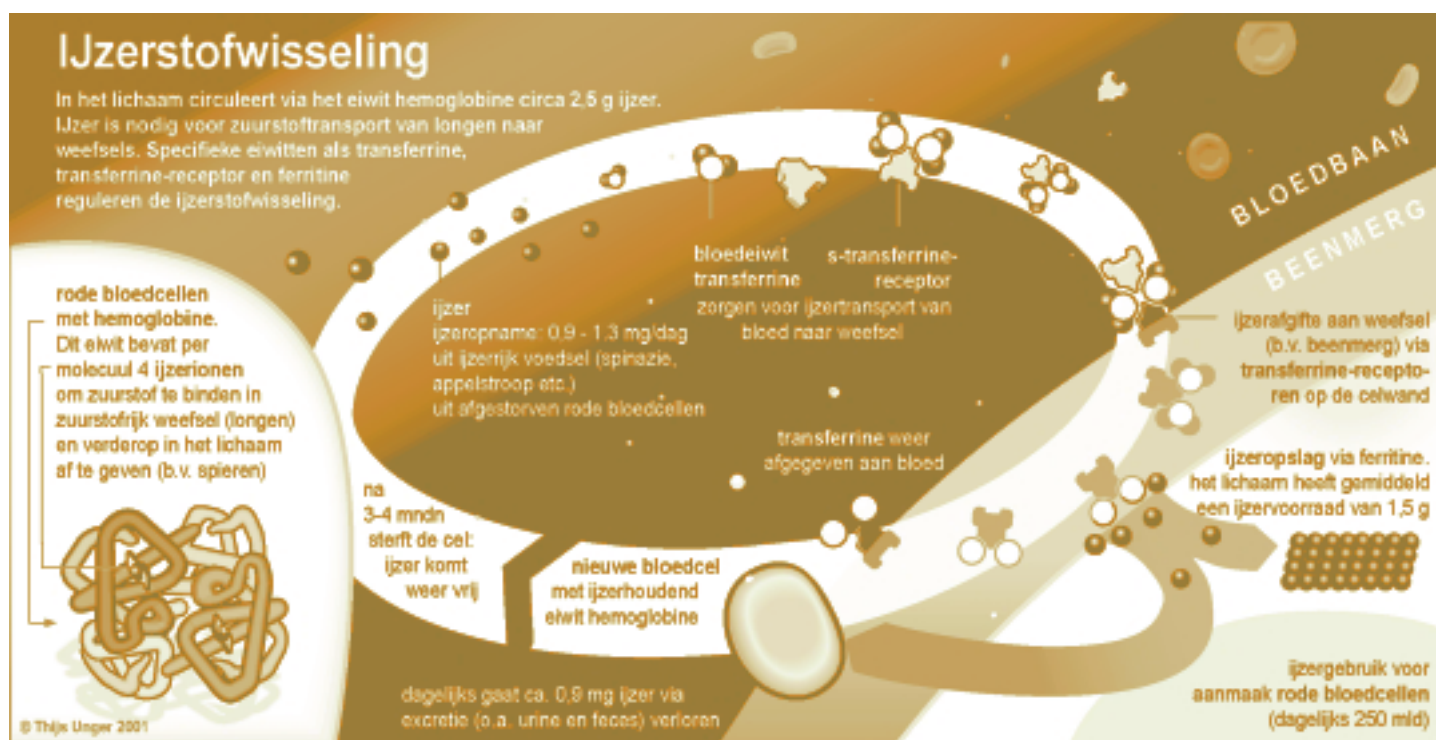 IJzerstofwisseling
In het lichaam circuleert via het eiwit hemoglobine circa 2,5 g ijzer.
IJzer is nodig voor zuurstoftransport van longen naar
weefsels. Specifieke eiwitten als transferrine,
transferrine-receptor en ferritine
reguleren de ijzerstofwisseling.
BLOEDBAAN
BEENMERG
rode bloedcellen
met hemoglobine.
Dit eiwit bevat per
molecuul 4 ijzerionen
om zuurstof te binden in
zuurstofrijk weefsel (longen)
en verderop in het lichaam
af te geven (b.v. spieren)
ijzer
ijzeropname: 0,9 - 1,3 mg/dag
uit ijzerrijk voedsel (spinazie,
appelstroop etc.)
uit afgestorven rode bloedcellen
bloedeiwit
transferrine
s-transferrine-
receptor
zorgen voor ijzertransport van
bloed naar weefsel
ijzerafgifte aan weefsel
(b.v. beenmerg) via
transferrine-recepto-
ren op de celwand
transferrine weer
afgegeven aan bloed
ijzeropslag via ferritine.
het lichaam heeft gemiddeld
een ijzervoorraad van 1,5 g
na
3-4 mndn
sterft de cel:
ijzer komt
weer vrij
nieuwe bloedcel
met ijzerhoudend
eiwit hemoglobine
dagelijks gaat ca. 0,9 mg ijzer via
excretie (o.a. urine en feces) verloren
ijzergebruik voor
aanmaak rode bloedcellen
(dagelijks 250 mld)
© Thijs Unger 2001